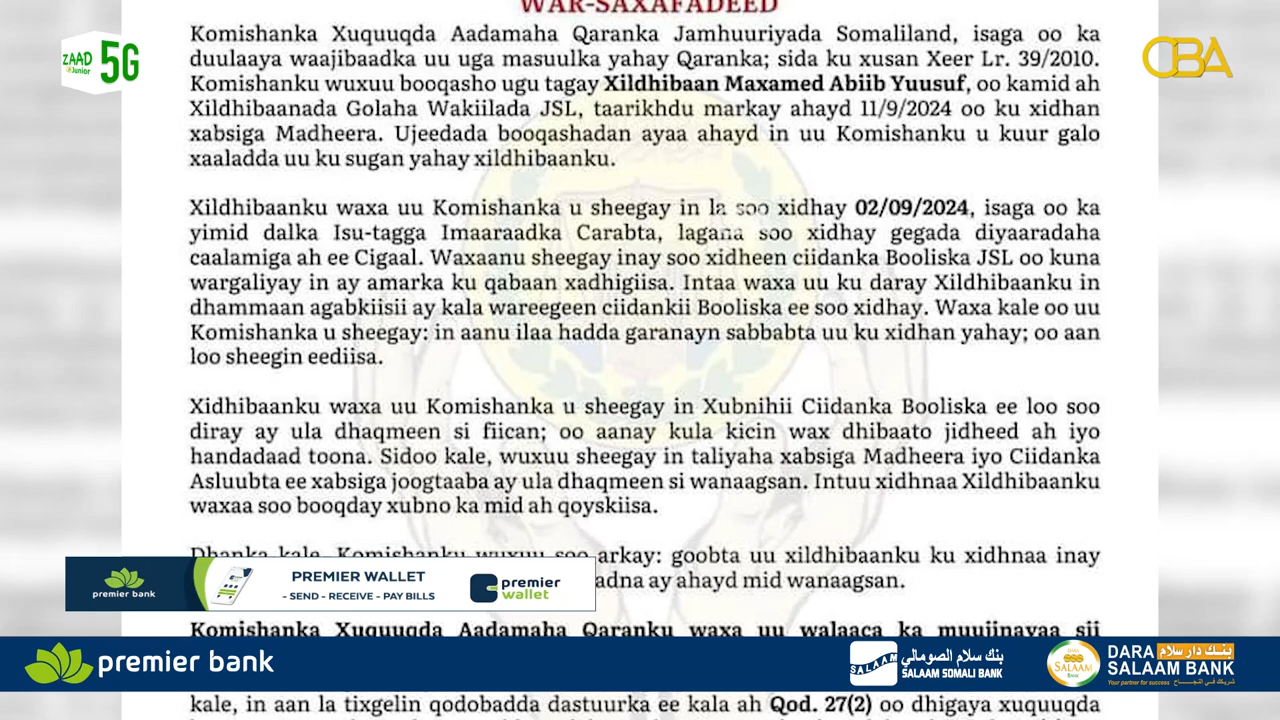 WAR-SAXAFADEED
Komishanka Xuquuqda Aadamaha Qaranka Jamhuuriyada Somaliland, isaga oo ka
duulaaya waajibaadka uu uga masuulka yahay Qaranka; sida ku xusan Xeer Lr. 39/2010.
Komishanku wuxuu booqasho ugu tagay Xildhibaan Maxamed Abiib Yuusuf, oo kamid ah
Xildhibaanada Golaha Wakiilada JSL, taarikhdu markay ahayd 11/9/2024 oo ku xidhan
xabsiga Madheera. Ujeedada booqashadan ayaa ahayd in uu Komishanku u kuur galo
xaaladda uu ku sugan yahay xildhibaanku.
Xildhibaanku waxa uu Komishanka u sheegay in la soo xidhay 02/09/2024, isaga oo ka
yimid dalka Isu-tagga Imaaraadka Carabta, lagana soo xidhay gegada diyaaradaha
caalamiga ah ee Cigaal. Waxaanu sheegay inay soo xidheen ciidanka Booliska JSL oo kuna
wargaliyay in ay amarka ku qabaan xadhigiisa. Intaa waxa uu ku daray Xildhibaanku in
dhammaan agabkiisii ay kala wareegeen ciidankii Booliska ee soo xidhay. Waxa kale oo uu
Komishanka u sheegay: in aanu ilaa hadda garanayn sabbabta uu ku xidhan yahay; oo aan
loo sheegin eediisa.
Xidhibaanku waxa uu Komishanka u sheegay in Xubnihii Ciidanka Booliska ee loo soo
diray ay ula dhaqmeen si fiican; oo aanay kula kicin wax dhibaato jidheed ah iyo
handadaad toona. Sidoo kale, wuxuu sheegay in taliyaha xabsiga Madheera iyo Ciidanka
Asluubta ee xabsiga joogtaaba ay ula dhaqmeen si wanaagsan. Intuu xidhnaa Xildhibaanku
waxaa soo booqday xubno ka mid ah qoyskiisa.
Dhanka kale, Komishanku wuxuu soo arkay: goobta uu xildhibaanku ku xidhnaa inay
adna ay ahayd mid wanaagsan.
Komishanka Xuquuqda Aadamaha Qaranku waxa uu walaaca ka muujinayaa sii
kale, in aan la tixgelin qodobadda dastuurka ee kala ah Qod. 27(2) oo dhigaya xuquuqda
ZAAD
Junior
5G
CBA
premier bank
PREMIER WALLET
- SEND - RECEIVE - PAY BILLS
premier
wallet
premier bank
SALAAM
بنك سلام الصومالي
SALAAM SOMALI BANK
DARA
SALAAM
BANK
DARA بنك دار سلام
SALAAM BANK
Your partner for success شريكك في النجاح